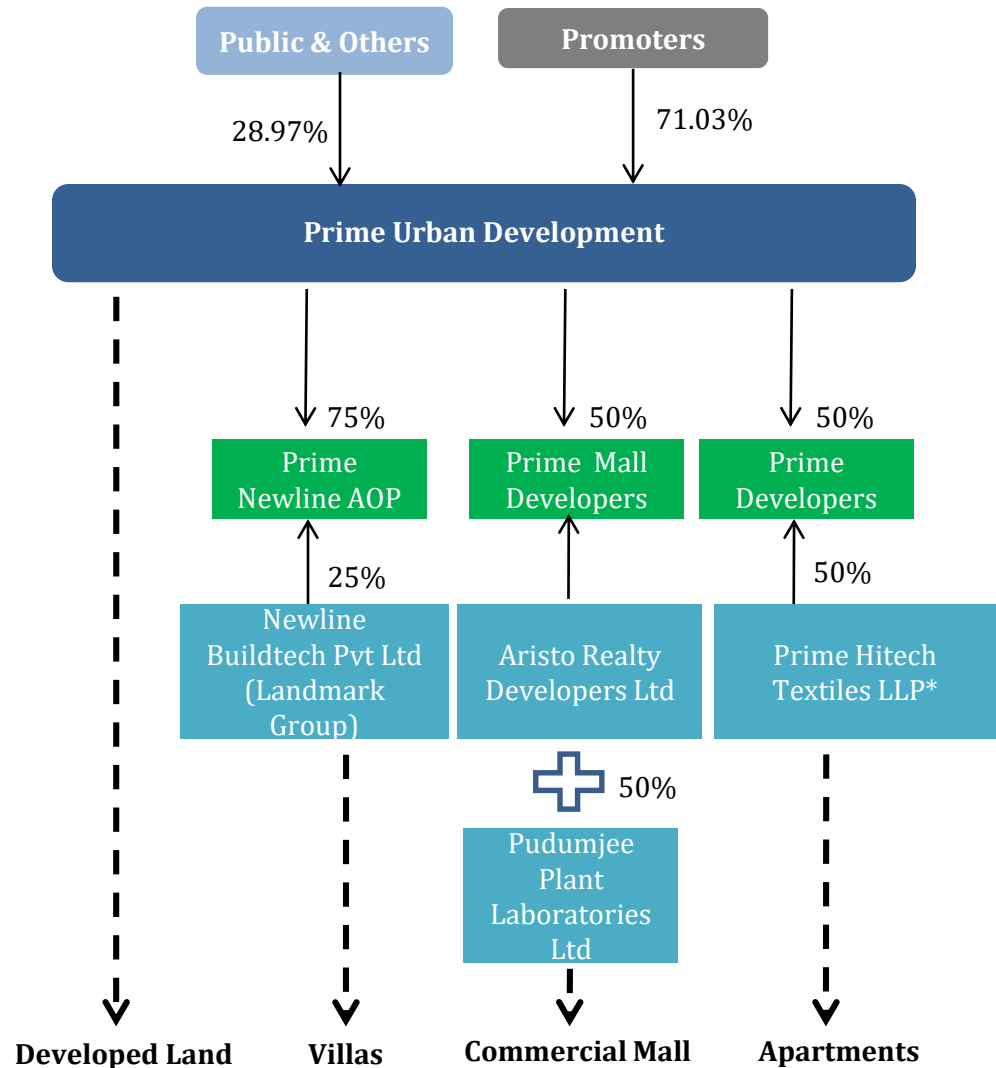 Public & Others
Promoters
28.97%
71.03%
Prime Urban Development
75%
50%
50%
Prime
Newline AOP
Prime Mall
Developers
Prime
Developers
25%
50%
Newline
Buildtech Pvt Ltd
(Landmark
Group)
Aristo Realty
Developers Ltd
Prime Hitech
Textiles LLP*
50%
Pudumjee
Plant
Laboratories
Ltd
Developed Land
Villas
Commercial Mall
Apartments